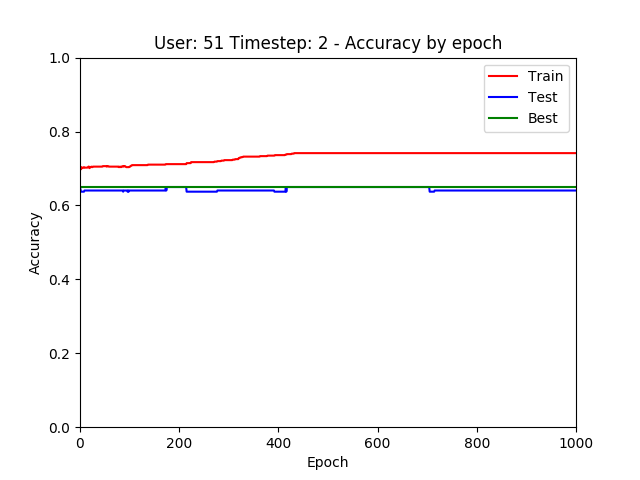 User: 51 Timestep: 2 - Accuracy by epoch
Train
Test
Best
1.0
0.8
0.6
0.4
0.2
0.0
Accuracy
0 200 400 600 800 1000
Epoch